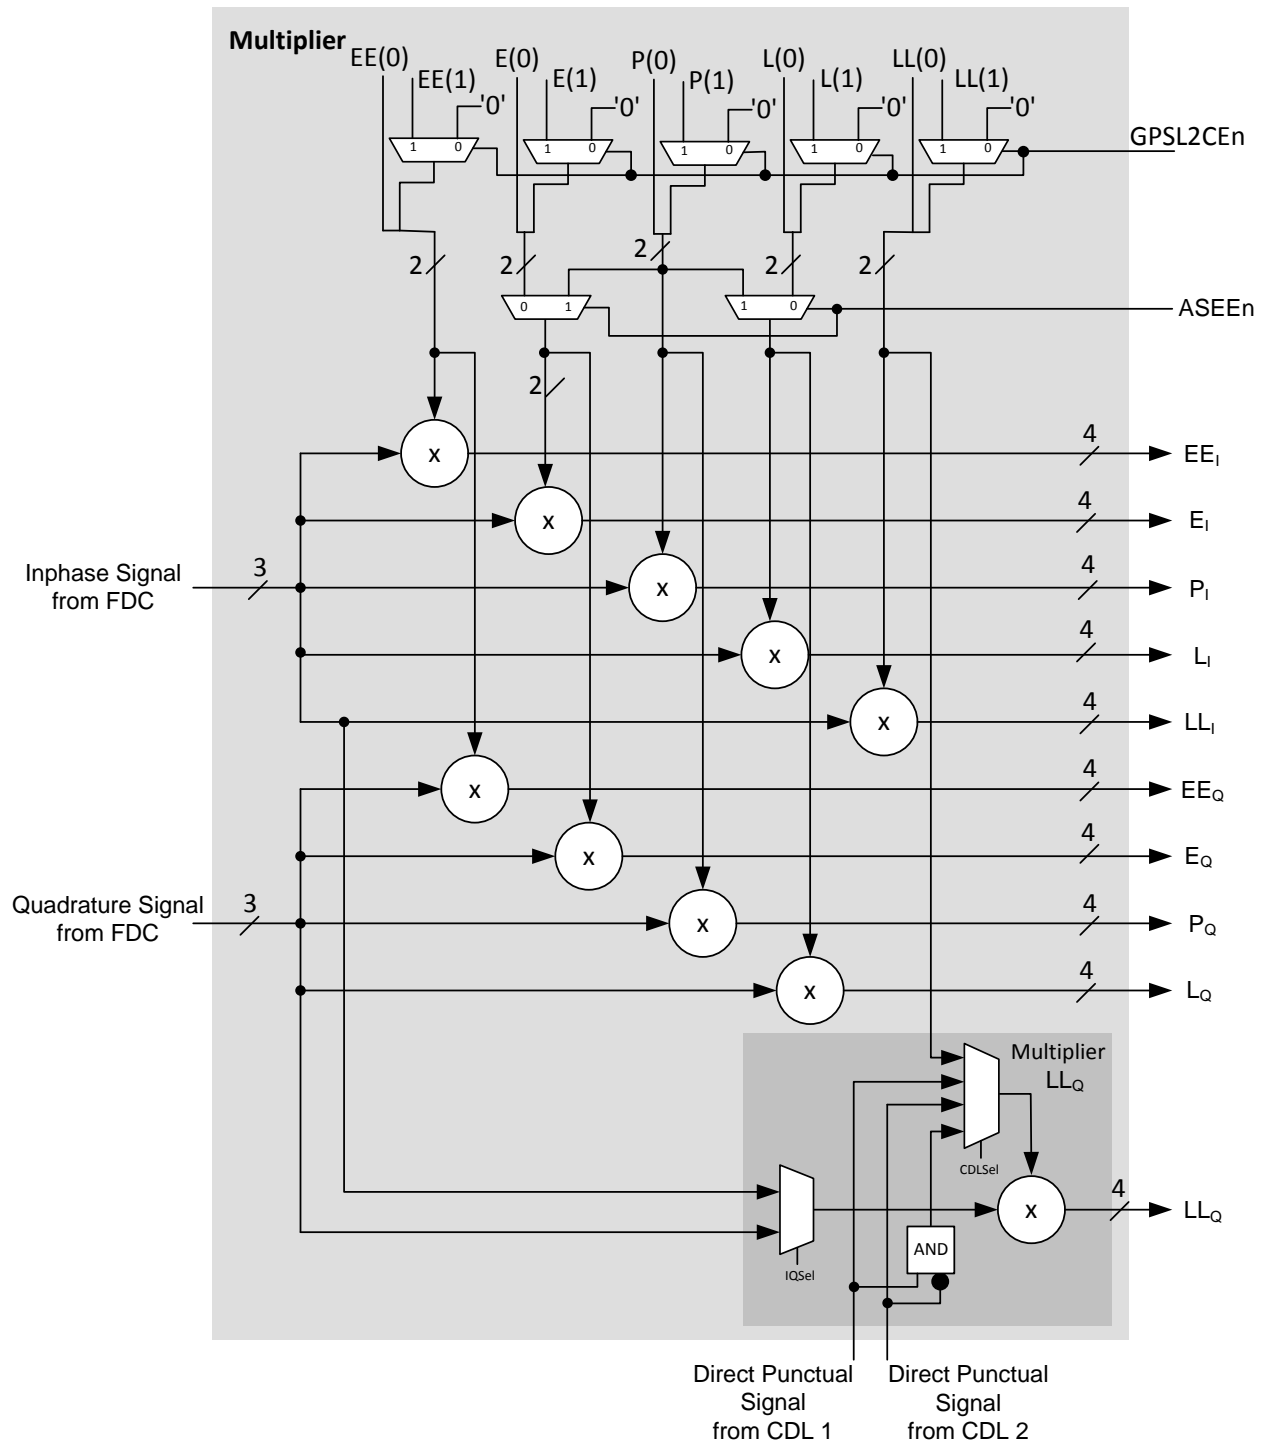 Multiplier
EE(0) E(0) P(0) L(0) LL(0)
EE(1) E(1) P(1) L(1) LL(1)
'0' '0' '0' '0' '0'
GPSL2CEn
1 0 1 0 1 0 1 0 1 0
2 2 2 2 2
0 1 1 0
ASEEn
2
X 4 EEI
X 4 EI
Inphase Signal
from FDC
3 X 4 PI
X 4 LI
X 4 LLI
X 4 EEQ
X 4 EQ
Quadrature Signal
from FDC
3 X 4 PQ
X 4 LQ
Multiplier
LLQ
CDLSel
X 4 LLQ
AND
IQSel
Direct Punctual
Signal
from CDL 1
Direct Punctual
Signal
from CDL 2